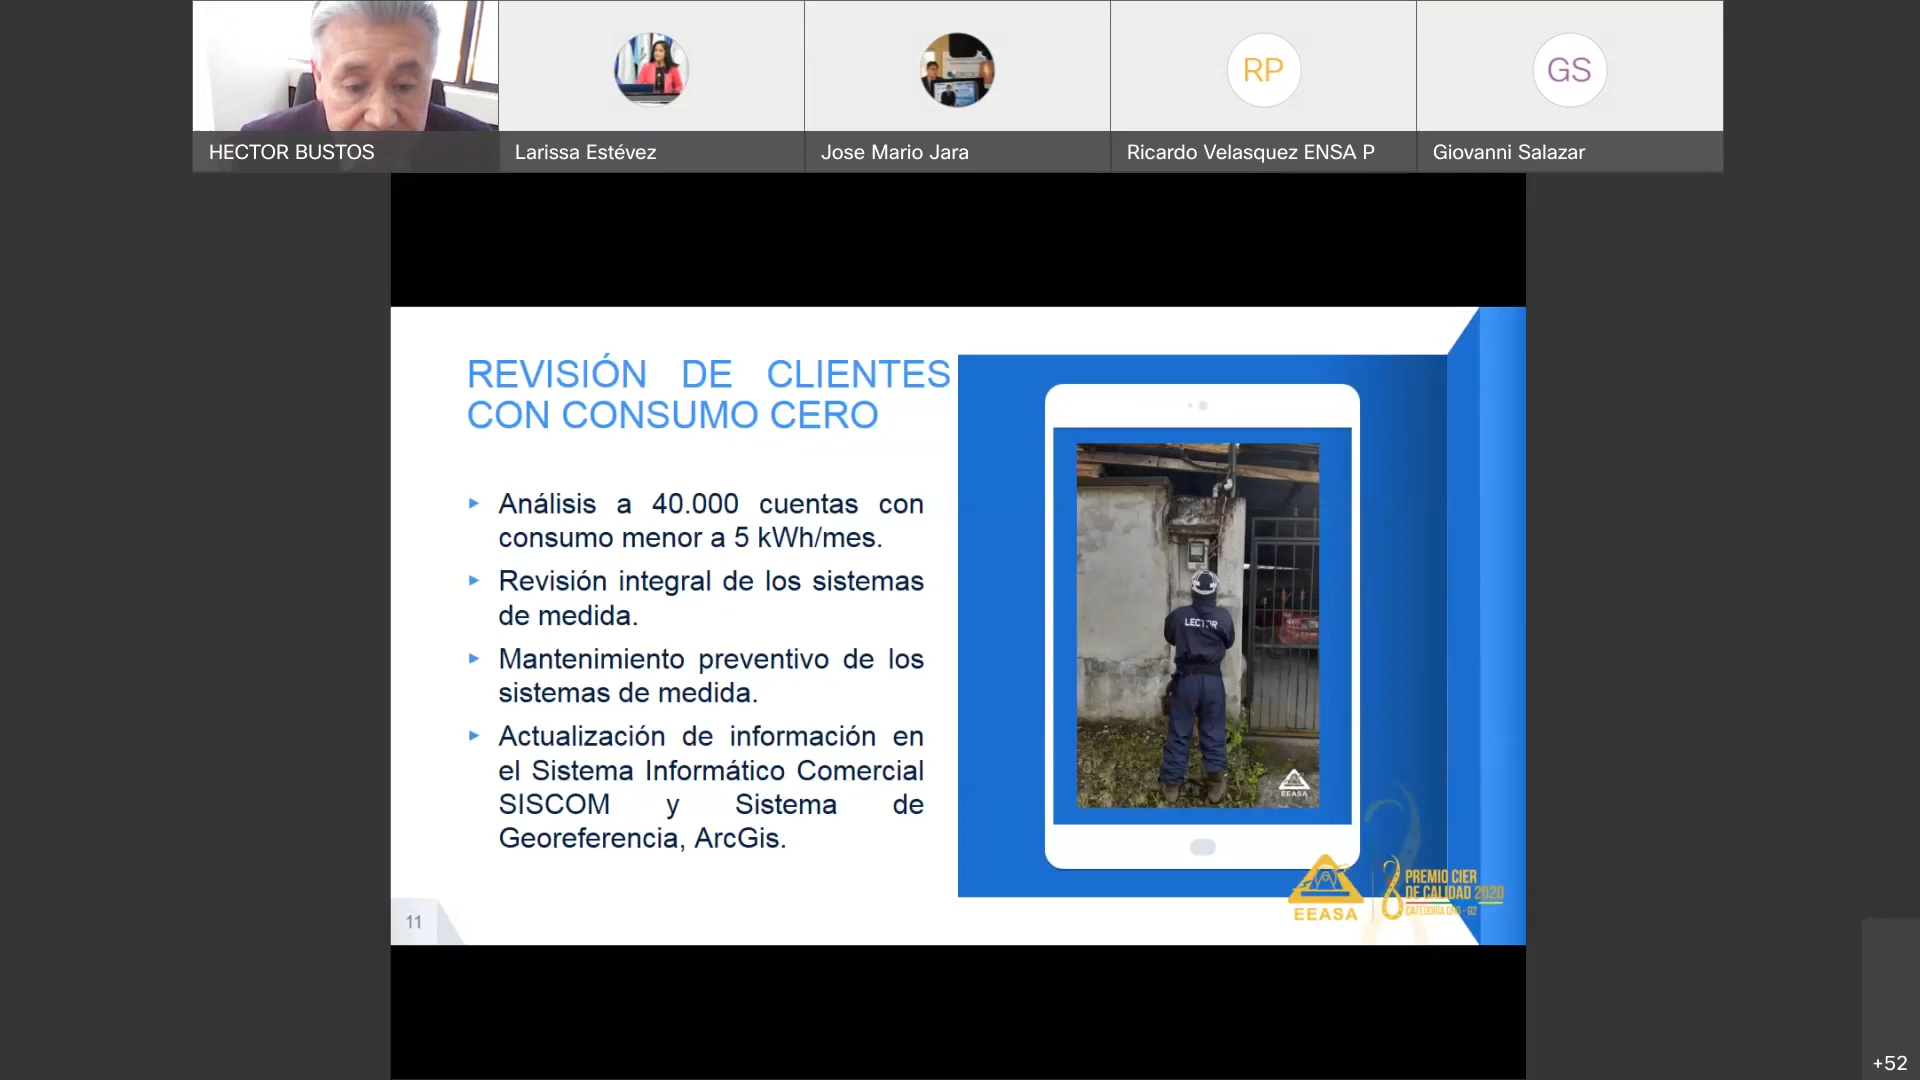 RP
GS
HECTOR BUSTOS
Larissa Estévez
Jose Mario Jara
Ricardo Velasquez ENSA P
Giovanni Salazar
REVISIÓN DE CLIENTES
CON CONSUMO CERO
Análisis a 40.000 cuentas con
consumo menor a 5 kWh/mes.
Revisión integral de los sistemas
de medida.
Mantenimiento preventivo de los
sistemas de medida.
Actualización de información en
el Sistema Informático Comercial
SISCOM y Sistema de
Georeferencia, ArcGis.
LECTOR
EEASA
EEASA
PREMIO CIER
DE CALIDAD 2020
11
+52